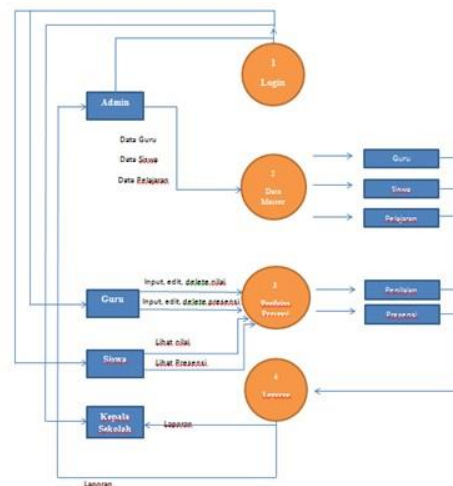 1
Login
Admin
Data Guru
Data Siswa
Data Pelajaran
2
Data
Master
Guru
Siswa
Pelajaran
Input, edit, delete nilai
Input, edit, delete presensi
Guru
3
Penilaian
Presensi
Lihat nilai
Lihat Presensi
Siswa
4
Laporan
Kepala
Sekolah
Laporan
Laporan